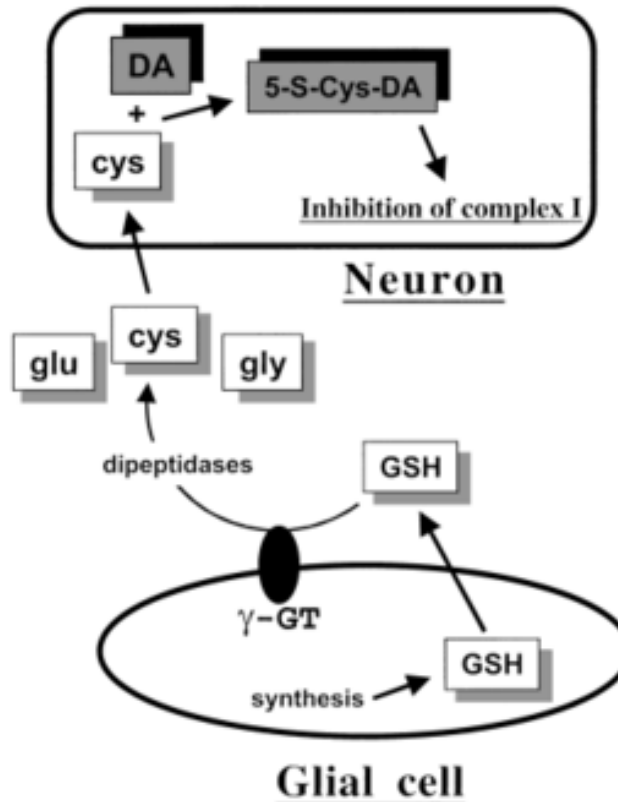 DA
5-S-Cys-DA
+
cys
Inhibition of complex I
Neuron
cys
glu
gly
dipeptidases
GSH
γ-GT
GSH
synthesis
Glial cell